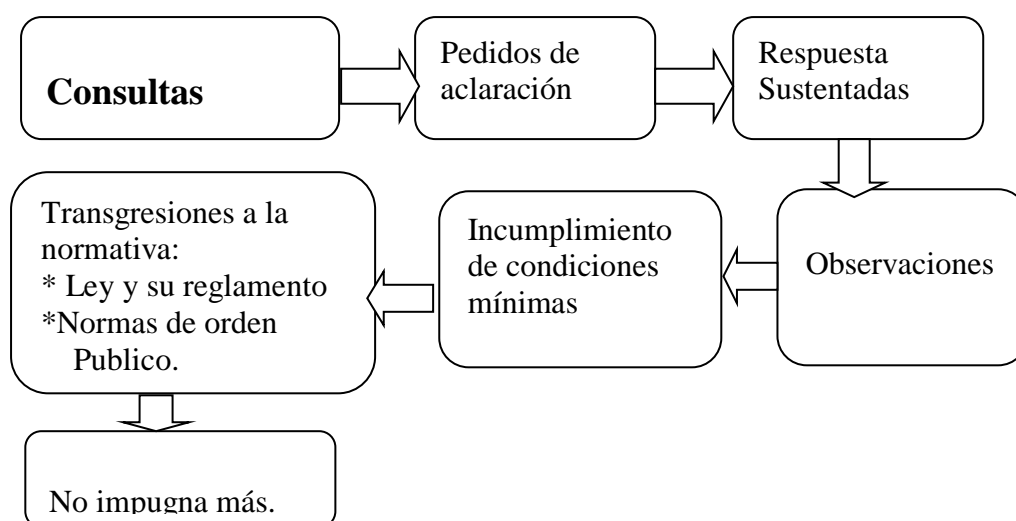 Consultas
Pedidos de
aclaración
Respuesta
Sustentadas
Observaciones
Incumplimiento
de condiciones
mínimas
Transgresiones a la
normativa:
* Ley y su reglamento
*Normas de orden
Publico.
No impugna más.